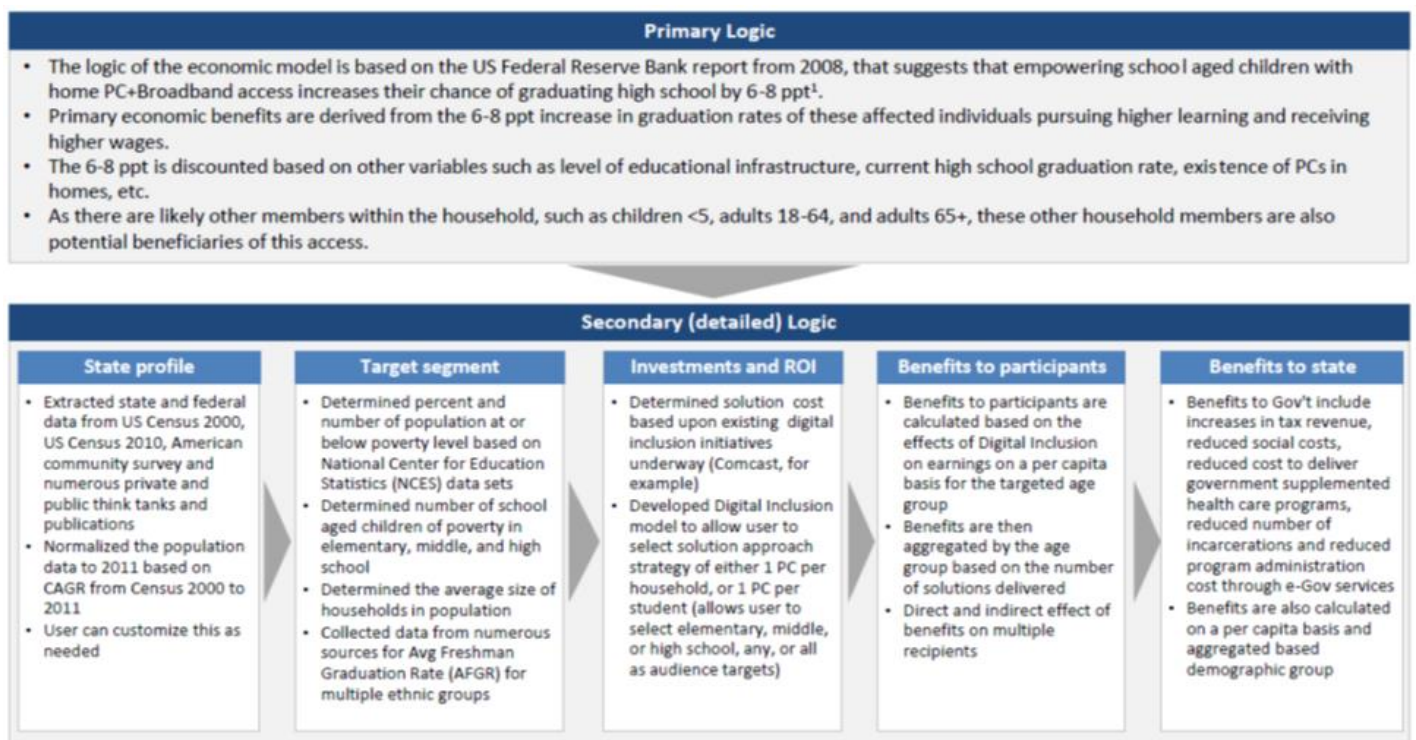 Primary Logic
• The logic of the economic model is based on the US Federal Reserve Bank report from 2008, that suggests that empowering school aged children with
home PC+Broadband access increases their chance of graduating high school by 6-8 ppt¹.
• Primary economic benefits are derived from the 6-8 ppt increase in graduation rates of these affected individuals pursuing higher learning and receiving
higher wages.
• The 6-8 ppt is discounted based on other variables such as level of educational infrastructure, current high school graduation rate, existence of PCs in
homes, etc.
• As there are likely other members within the household, such as children <5, adults 18-64, and adults 65+, these other household members are also
potential beneficiaries of this access.
Secondary (detailed) Logic
State profile
• Extracted state and federal
data from US Census 2000,
US Census 2010, American
community survey and
numerous private and
public think tanks and
publications
• Normalized the population
data to 2011 based on
CAGR from Census 2000 to
2011
• User can customize this as
needed
Target segment
• Determined percent and
number of population at or
below poverty level based on
National Center for Education
Statistics (NCES) data sets
• Determined number of school
aged children of poverty in
elementary, middle, and high
school
• Determined the average size of
households in population
• Collected data from numerous
sources for Avg Freshman
Graduation Rate (AFGR) for
multiple ethnic groups
Investments and ROI
• Determined solution cost
based upon existing digital
inclusion initiatives
underway (Comcast, for
example)
• Developed Digital Inclusion
model to allow user to
select solution approach
strategy of either 1 PC per
household, or 1 PC per
student (allows user to
select elementary, middle,
or high school, any, or all
as audience targets)
Benefits to participants
• Benefits to participants are
calculated based on the
effects of Digital Inclusion
on earnings on a per capita
basis for the targeted age
group
• Benefits are then
aggregated by the age
group based on the number
of solutions delivered
• Direct and indirect effect of
benefits on multiple
recipients
Benefits to state
• Benefits to Gov't include
increases in tax revenue,
reduced social costs,
reduced cost to deliver
government supplemented
health care programs,
reduced number of
incarcerations and reduced
program administration
cost through e-Gov services
• Benefits are also calculated
on a per capita basis and
aggregated based
demographic group